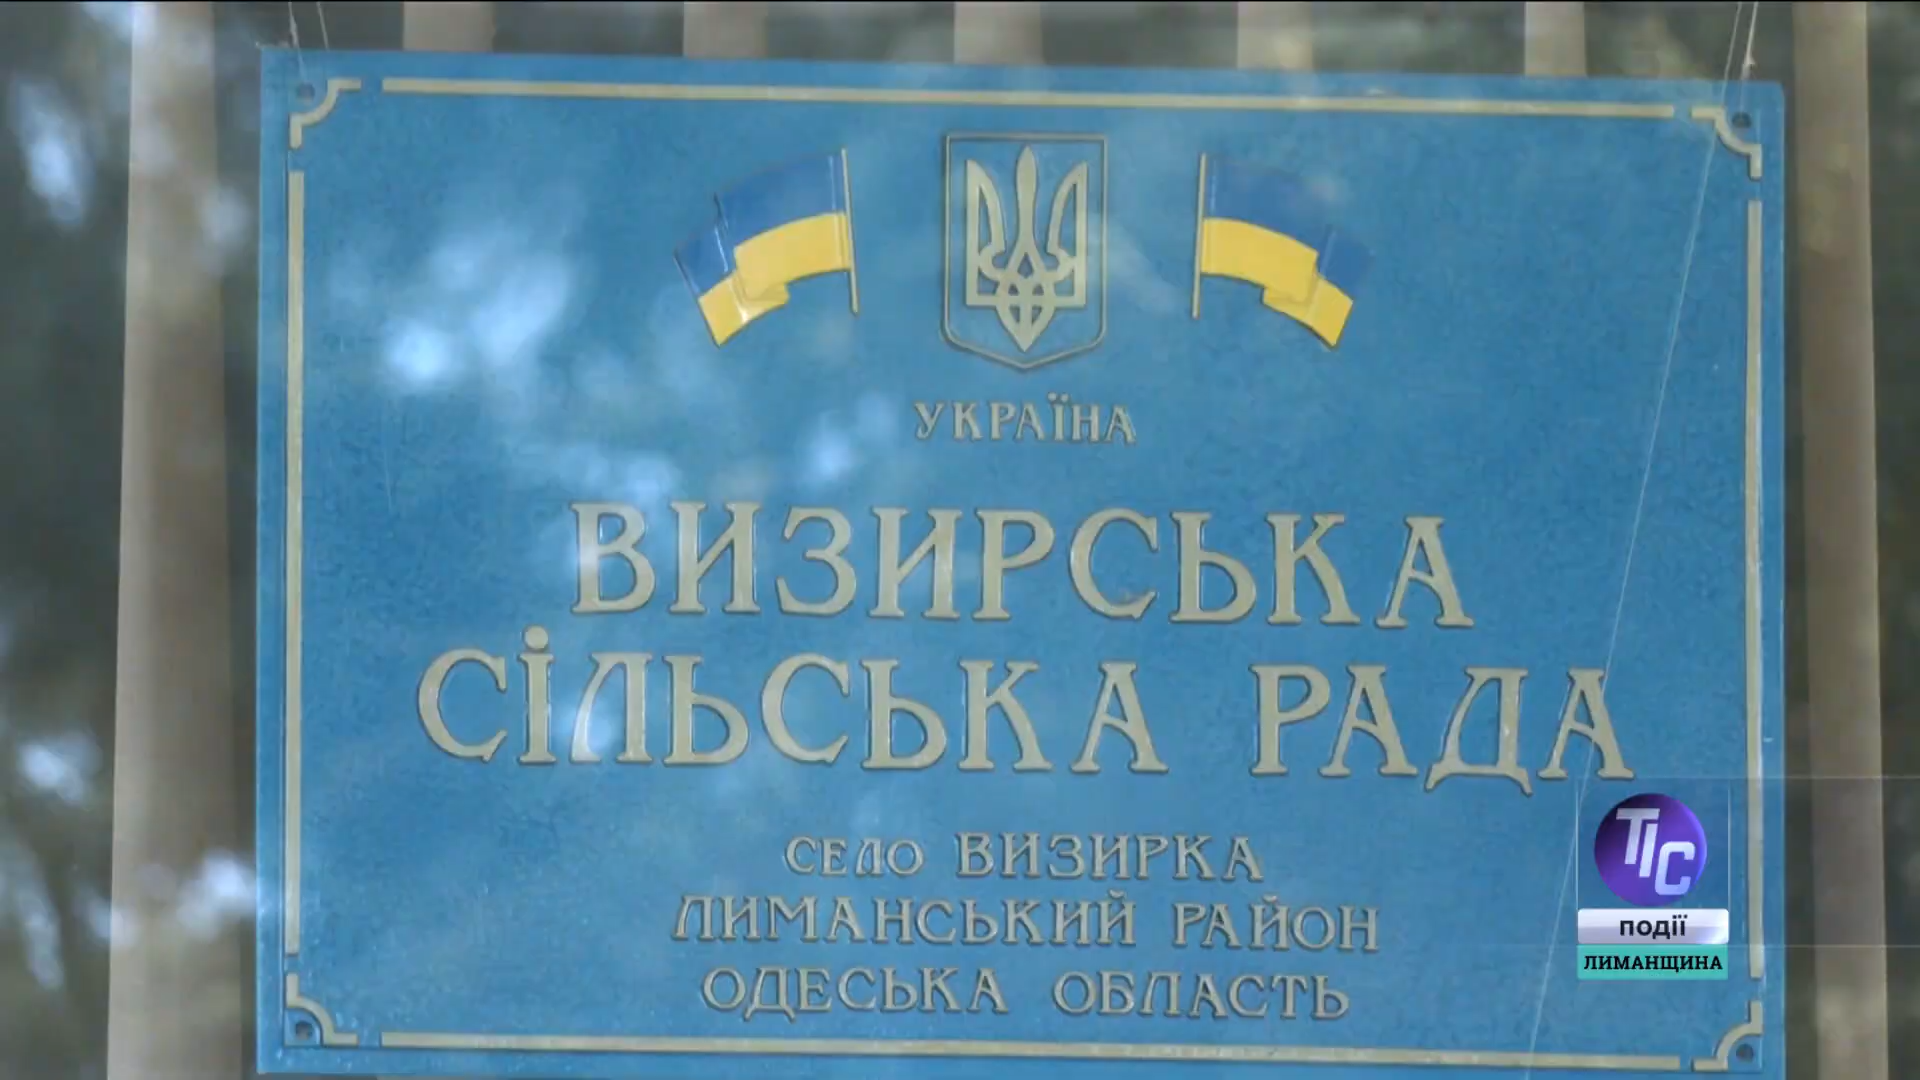 УКРАЇНА
ВИЗИРСЬКА
СІЛЬСЬКА РАДА
СЕЛО ВИЗИРКА
ЛИМАНСЬКИЙ РАЙОН
ОДЕСЬКА ОБЛАСТЬ
ТІС
події
ЛИМАНЩИНА